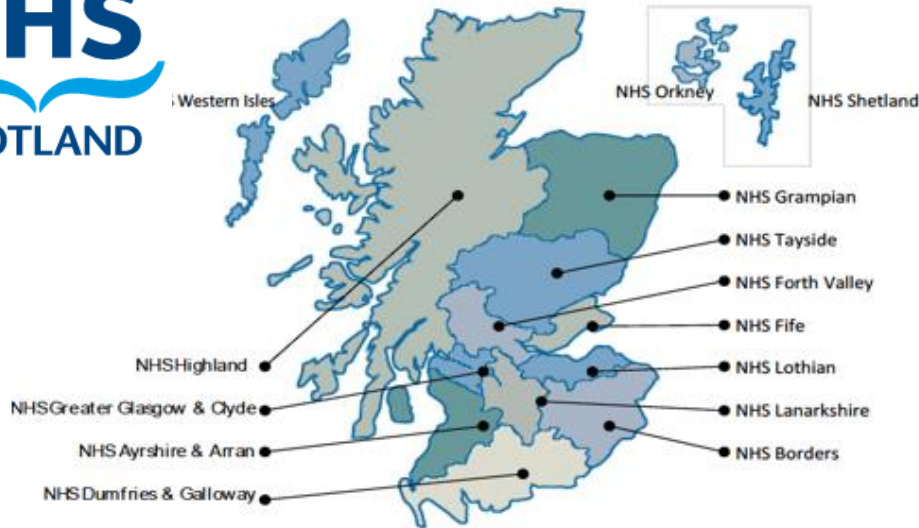 HS
OTLAND
Western Isles
NHS Orkney
NHS Shetland
NHS Grampian
NHS Tayside
NHS Forth Valley
NHS Fife
NHS Lothian
NHS Lanarkshire
NHS Borders
NHSHighland
NHSGreater Glasgow & Clyde
NHS Ayrshire & Arran
NHS Dumfries & Galloway